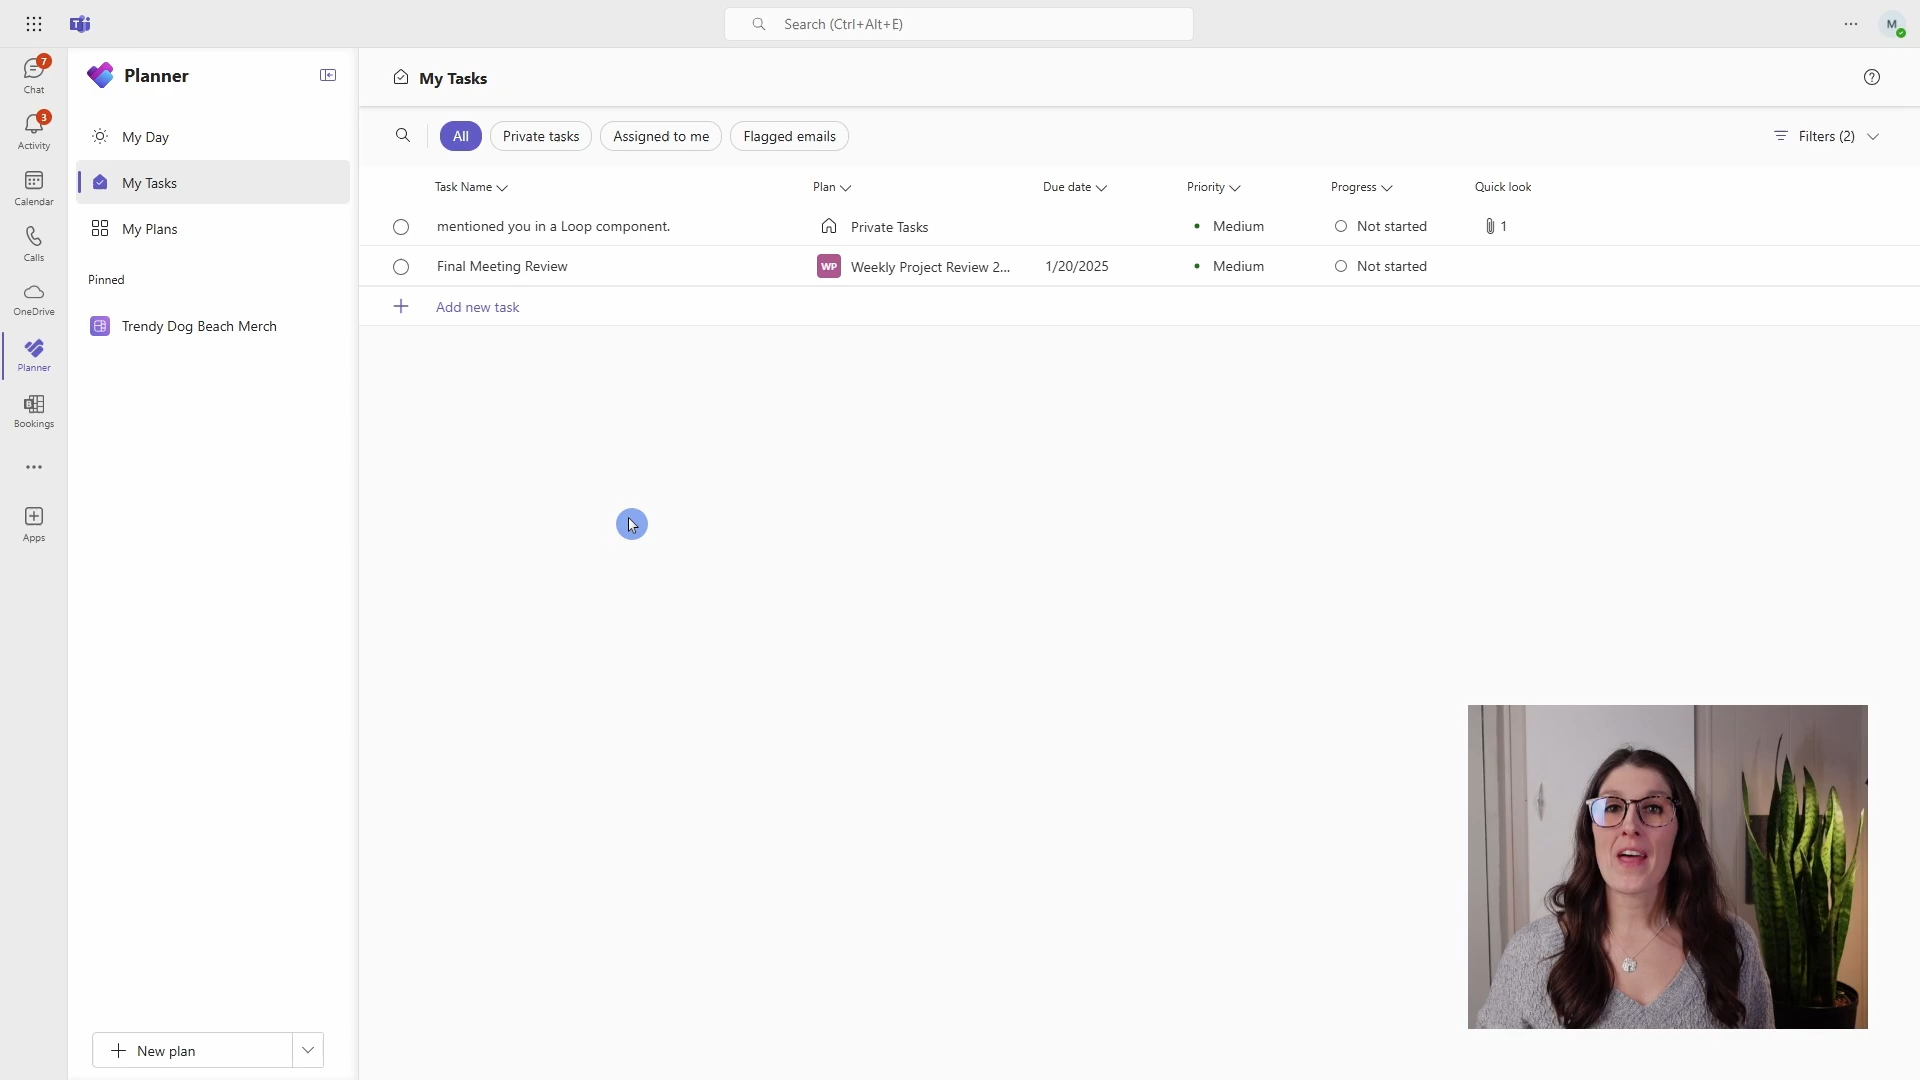 Search (Ctrl+Alt+E)
M
7
Chat
3
Activity
Calendar
Calls
OneDrive
Planner
Bookings
Apps
Planner
My Day
My Tasks
My Plans
Pinned
Trendy Dog Beach Merch
New plan
My Tasks
All
Private tasks
Assigned to me
Flagged emails
Filters (2)
Task Name Plan Due date Priority Progress Quick look
mentioned you in a Loop component. Private Tasks Medium Not started 1
Final Meeting Review WP Weekly Project Review 2... 1/20/2025 Medium Not started
Add new task